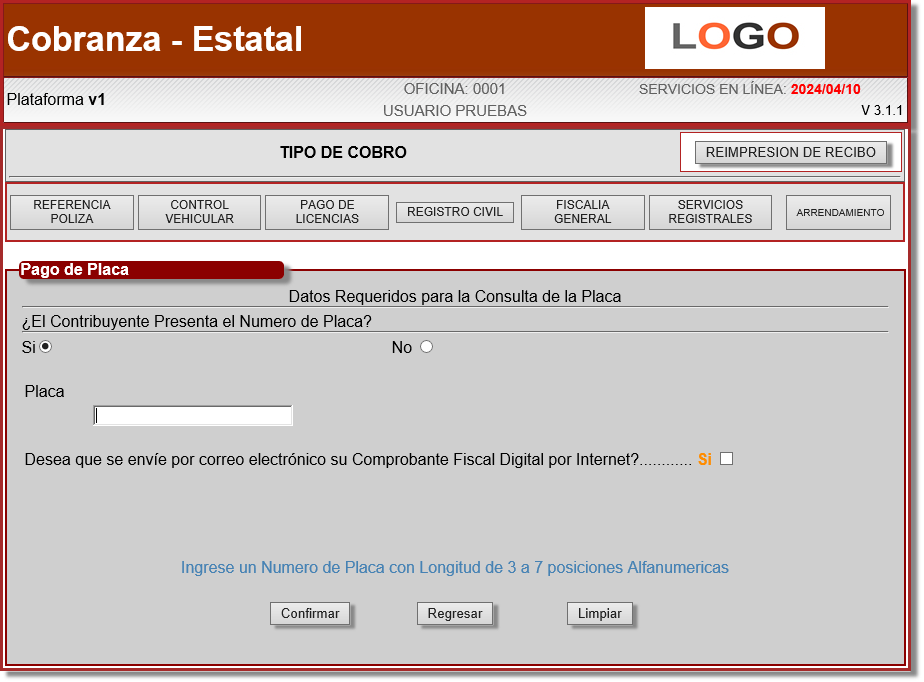 Cobranza - Estatal
LOGO
Plataforma v1
OFICINA: 0001
USUARIO PRUEBAS
SERVICIOS EN LÍNEA: 2024/04/10
V 3.1.1
TIPO DE COBRO
REIMPRESION DE RECIBO
REFERENCIA
POLIZA
CONTROL
VEHICULAR
PAGO DE
LICENCIAS
REGISTRO CIVIL
FISCALIA
GENERAL
SERVICIOS
REGISTRALES
ARRENDAMIENTO
Pago de Placa
Datos Requeridos para la Consulta de la Placa
¿El Contribuyente Presenta el Numero de Placa?
Si
No
Placa
Desea que se envíe por correo electrónico su Comprobante Fiscal Digital por Internet?............ Si
Ingrese un Numero de Placa con Longitud de 3 a 7 posiciones Alfanumericas
Confirmar
Regresar
Limpiar